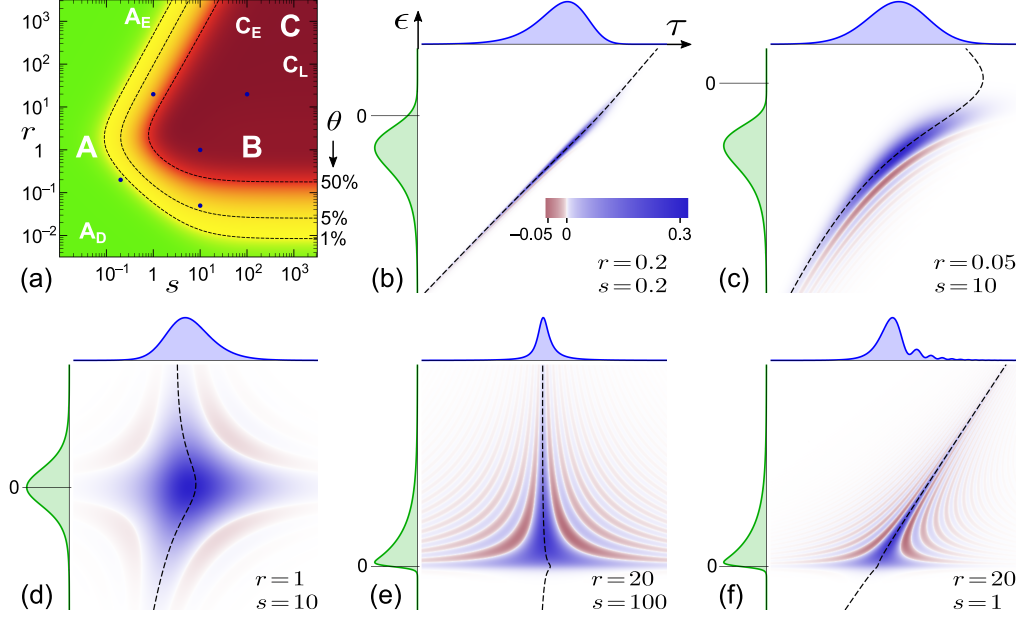 10³
10²
10¹
1
10⁻¹
10⁻²
r
A_E
C_E
C
C_L
A
B
A_D
θ
50%
5%
1%
(a)
10⁻¹
1
10¹
10²
10³
s
ϵ
τ
0
−0.05
0
0.3
(b)
r=0.2
s=0.2
0
(c)
r=0.05
s=10
0
(d)
r=1
s=10
0
(e)
r=20
s=100
0
(f)
r=20
s=1